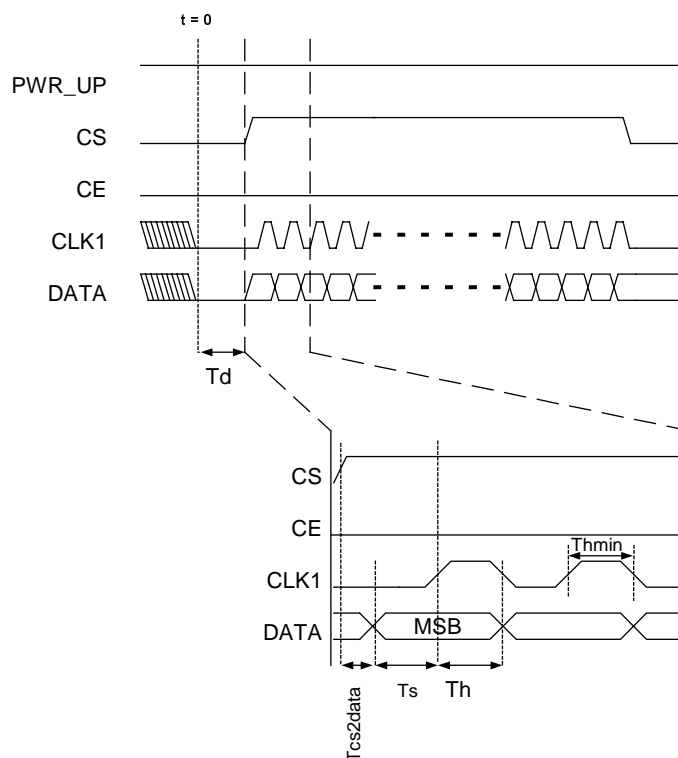 t = 0
PWR_UP
CS
CE
CLK1
DATA
Td
CS
CE
Thmin
CLK1
DATA
MSB
Ts
Th
Tcs2data